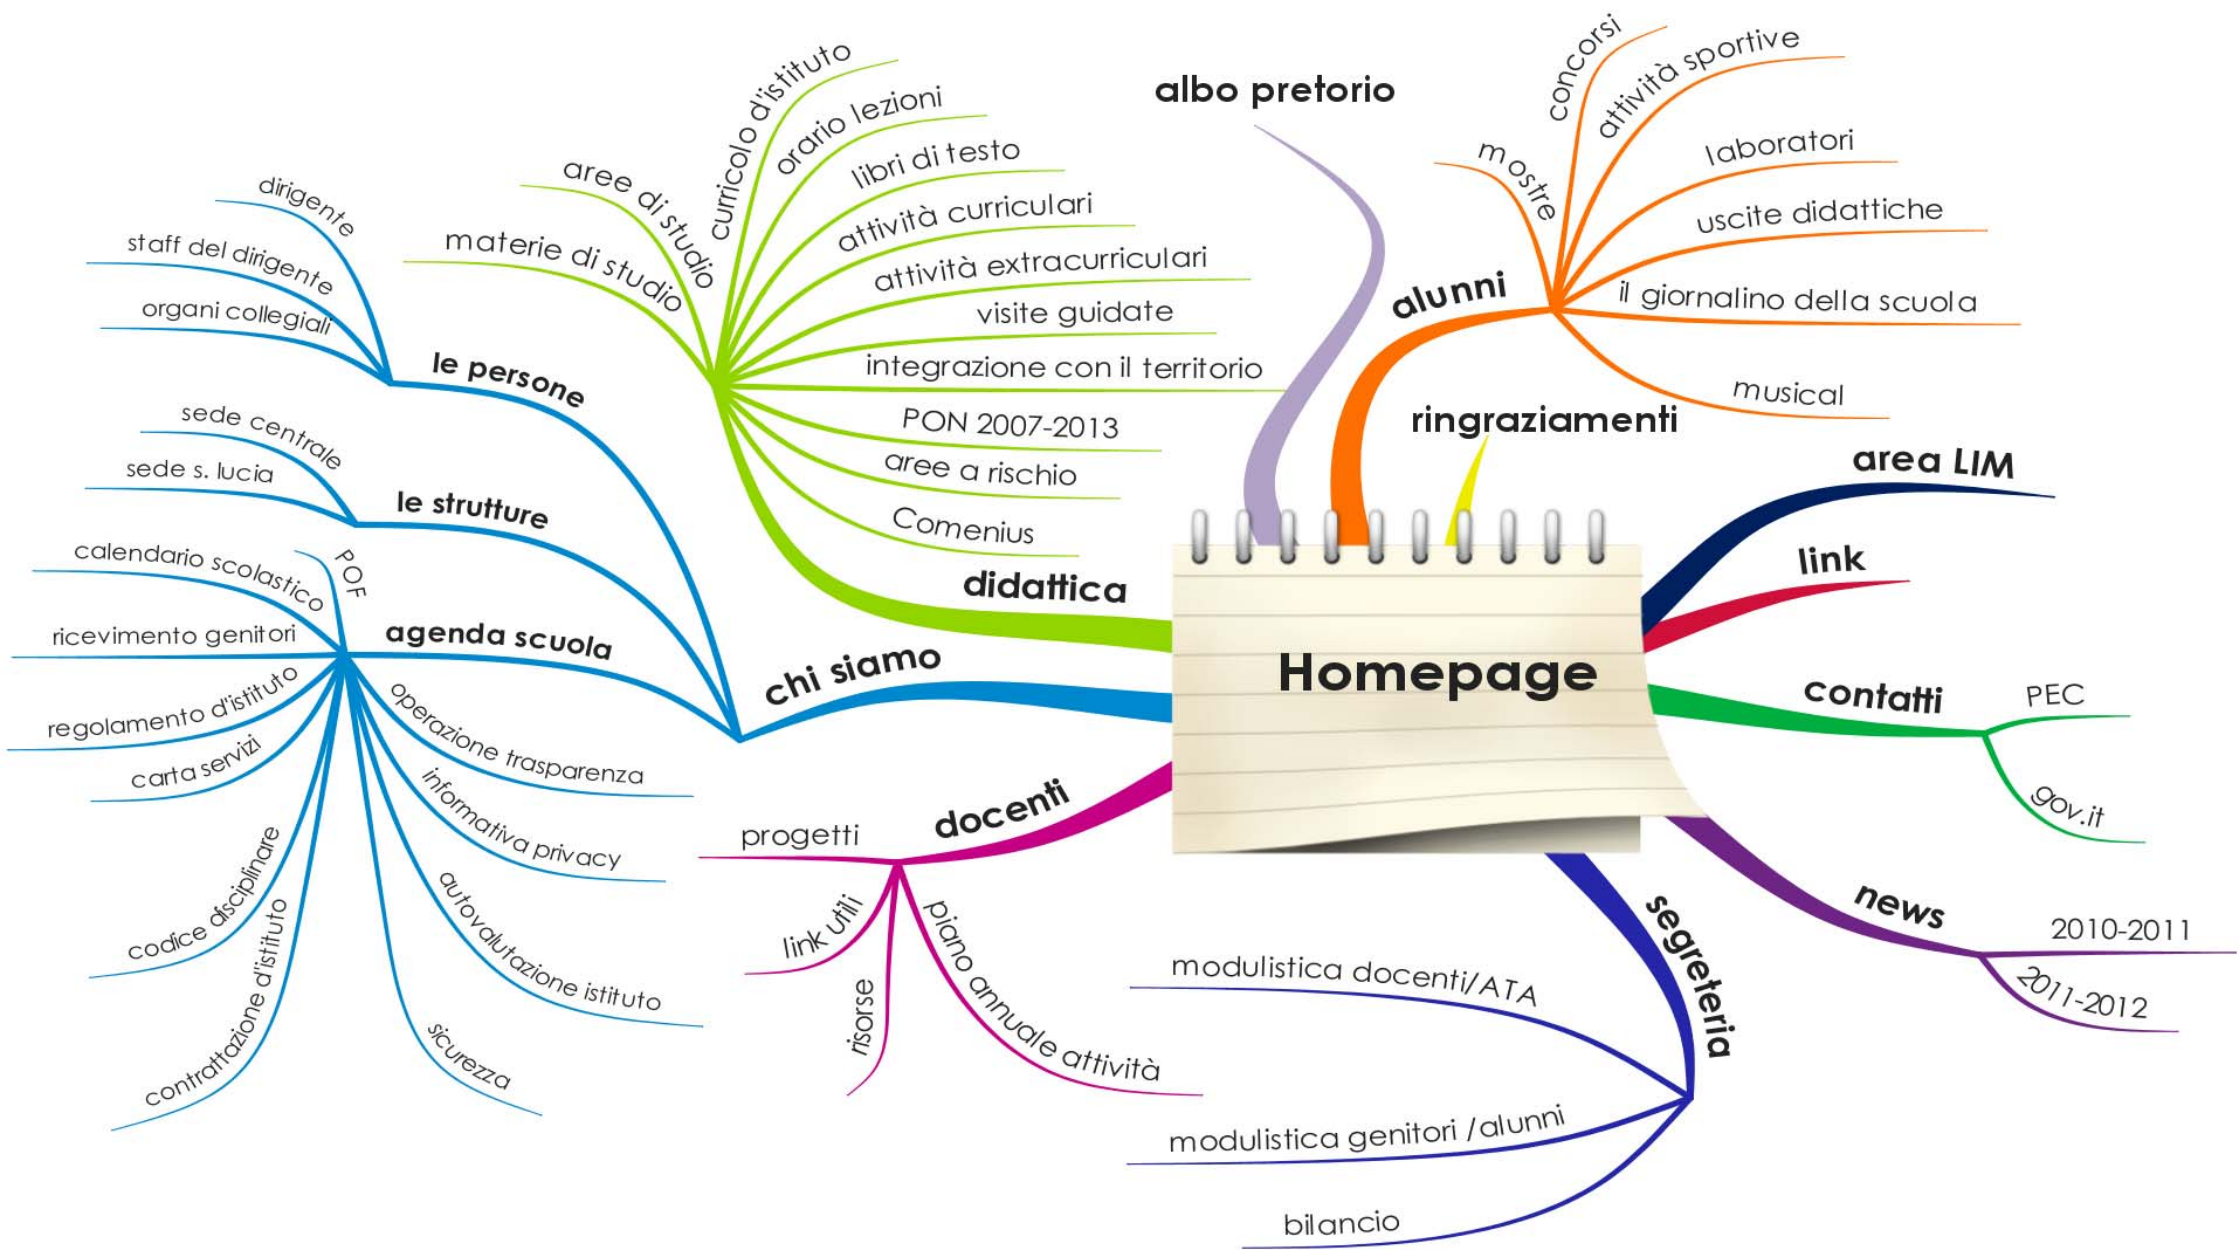 Homepage
albo pretorio
alunni
mostre
concorsi
attività sportive
laboratori
uscite didattiche
il giornalino della scuola
musical
ringraziamenti
area LIM
link
contatti
PEC
gov.it
news
2010-2011
2011-2012
segreteria
modulistica docenti/ATA
modulistica genitori /alunni
bilancio
docenti
progetti
link utili
risorse
piano annuale attività
chi siamo
le persone
dirigente
staff del dirigente
organi collegiali
le strutture
sede centrale
sede s. lucia
agenda scuola
POF
calendario scolastico
ricevimento genitori
regolamento d'istituto
carta servizi
codice disciplinare
contrattazione d'istituto
sicurezza
autovalutazione istituto
informativa privacy
operazione trasparenza
didattica
materie di studio
aree di studio
curricolo d'istituto
orario lezioni
libri di testo
attività curriculari
attività extracurriculari
visite guidate
integrazione con il territorio
PON 2007-2013
aree a rischio
Comenius